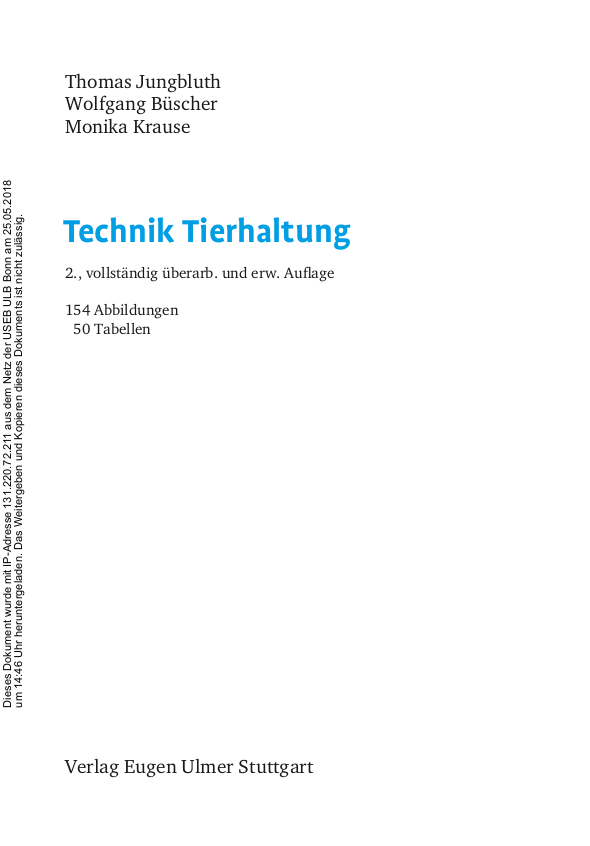 Thomas Jungbluth
Wolfgang Büscher
Monika Krause
Technik Tierhaltung
2., vollständig überarb. und erw. Auflage
154 Abbildungen
50 Tabellen
Verlag Eugen Ulmer Stuttgart
Dieses Dokument wurde mit IP-Adresse 131.220.72.211 aus dem Netz der USEB ULB Bonn am 25.05.2018
um 14:46 Uhr heruntergeladen. Das Weitergeben und Kopieren dieses Dokuments ist nicht zulässig.